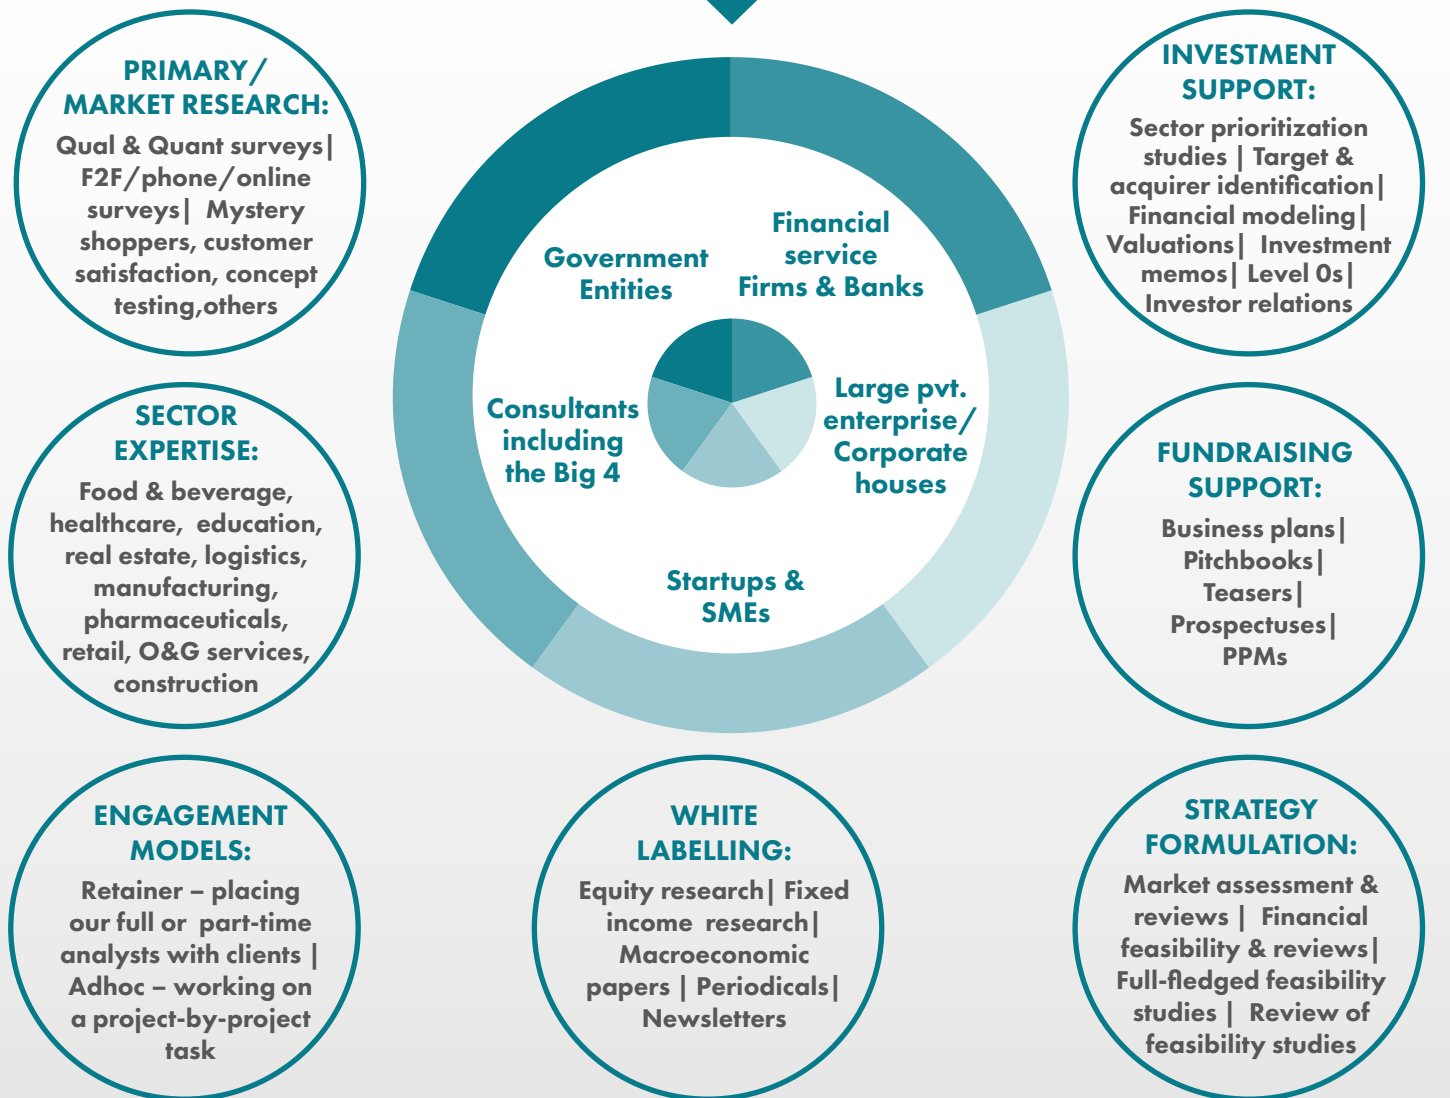 PRIMARY/
MARKET RESEARCH:
Qual & Quant surveys|
F2F/phone/online
surveys| Mystery
shoppers, customer
satisfaction, concept
testing,others
INVESTMENT
SUPPORT:
Sector prioritization
studies | Target &
acquirer identification|
Financial modeling|
Valuations| Investment
memos| Level 0s|
Investor relations
Government
Entities
Financial
service
Firms & Banks
Consultants
including
the Big 4
Large pvt.
enterprise/
Corporate
houses
Startups &
SMEs
SECTOR
EXPERTISE:
Food & beverage,
healthcare, education,
real estate, logistics,
manufacturing,
pharmaceuticals,
retail, O&G services,
construction
FUNDRAISING
SUPPORT:
Business plans|
Pitchbooks|
Teasers|
Prospectuses|
PPMs
ENGAGEMENT
MODELS:
Retainer – placing
our full or part-time
analysts with clients |
Adhoc – working on
a project-by-project
task
WHITE
LABELLING:
Equity research| Fixed
income research|
Macroeconomic
papers | Periodicals|
Newsletters
STRATEGY
FORMULATION:
Market assessment &
reviews | Financial
feasibility & reviews|
Full-fledged feasibility
studies | Review of
feasibility studies